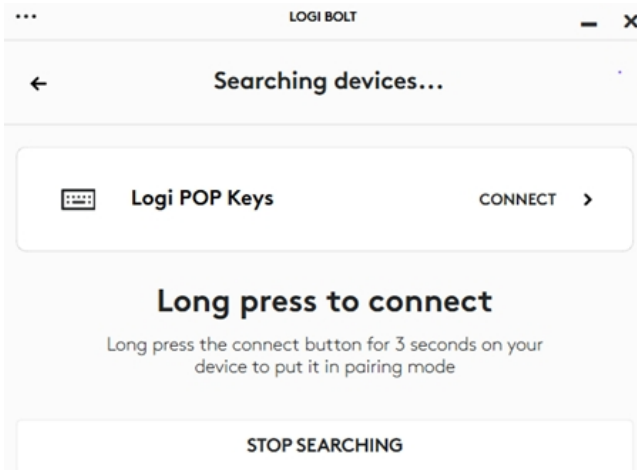 LOGI BOLT
Searching devices...
Logi POP Keys
CONNECT
Long press to connect
Long press the connect button for 3 seconds on your
device to put it in pairing mode
STOP SEARCHING